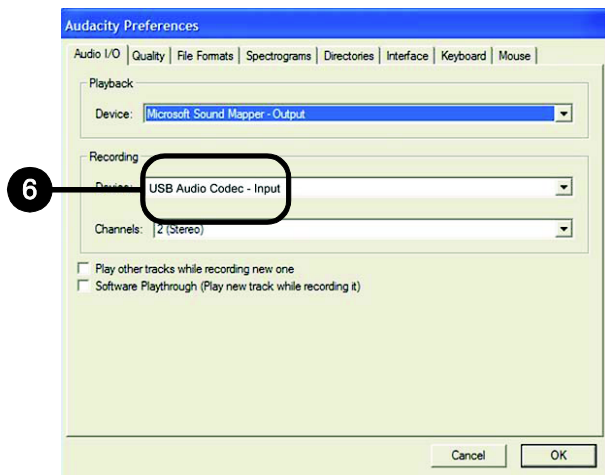 Audacity Preferences
Audio I/O Quality File Formats Spectrograms Directories Interface Keyboard Mouse
Playback
Device: Microsoft Sound Mapper - Output
Recording
6
Device: USB Audio Codec - Input
Channels: 2 (Stereo)
Play other tracks while recording new one
Software Playthrough (Play new track while recording it)
Cancel OK